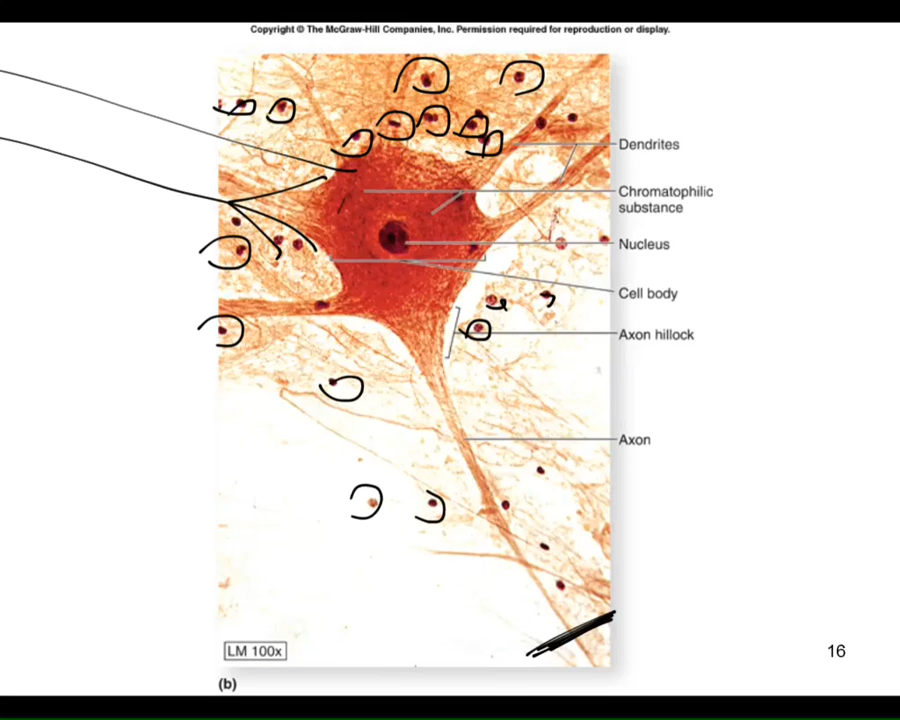 Copyright © The McGraw-Hill Companies, Inc. Permission required for reproduction or display.
Dendrites
Chromatophilic
substance
Nucleus
Cell body
Axon hillock
Axon
LM 100x
16
(b)